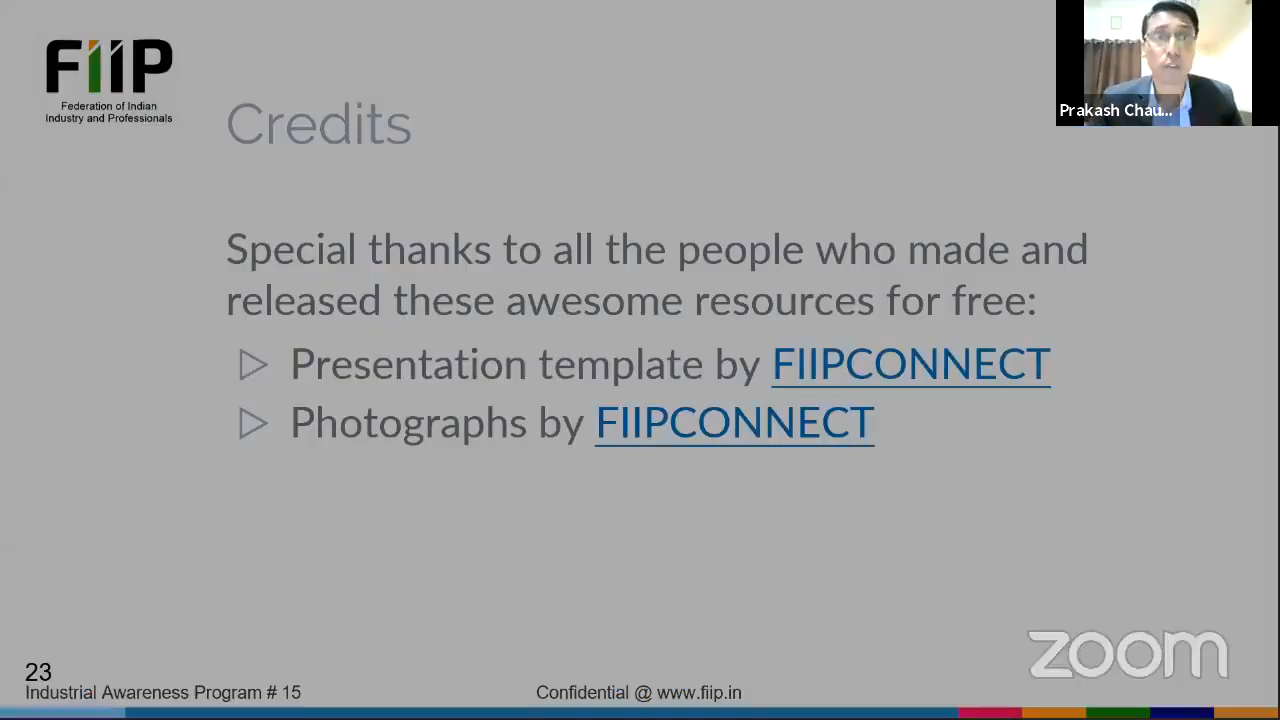 FiiP
Federation of Indian
Industry and Professionals
Prakash Chau...
Credits
Special thanks to all the people who made and
released these awesome resources for free:
Presentation template by FIIPCONNECT
Photographs by FIIPCONNECT
zoom
23
Industrial Awareness Program # 15
Confidential @ www.fiip.in